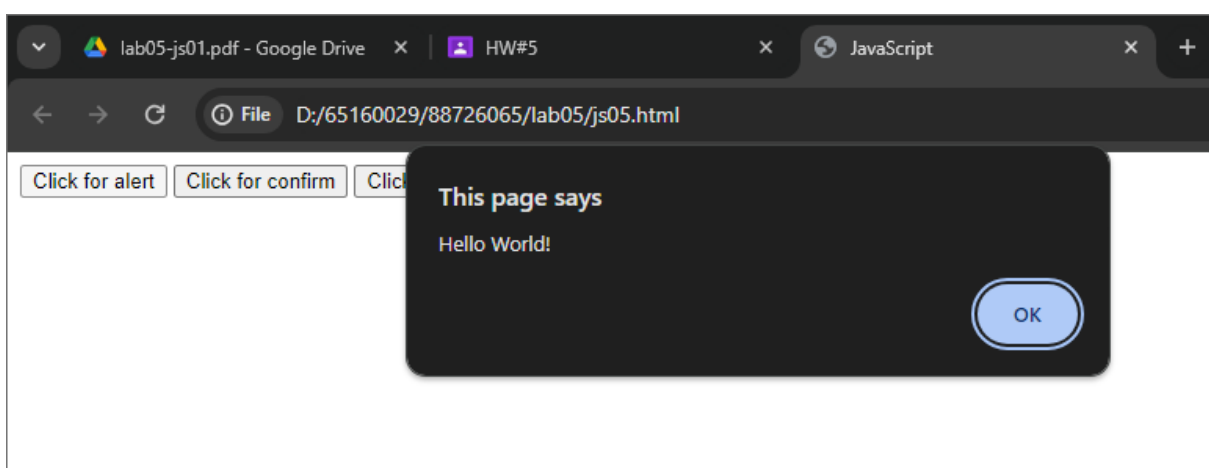 lab05-js01.pdf - Google Drive
HW#5
JavaScript
File D:/65160029/88726065/lab05/js05.html
Click for alert
Click for confirm
This page says
Hello World!
OK